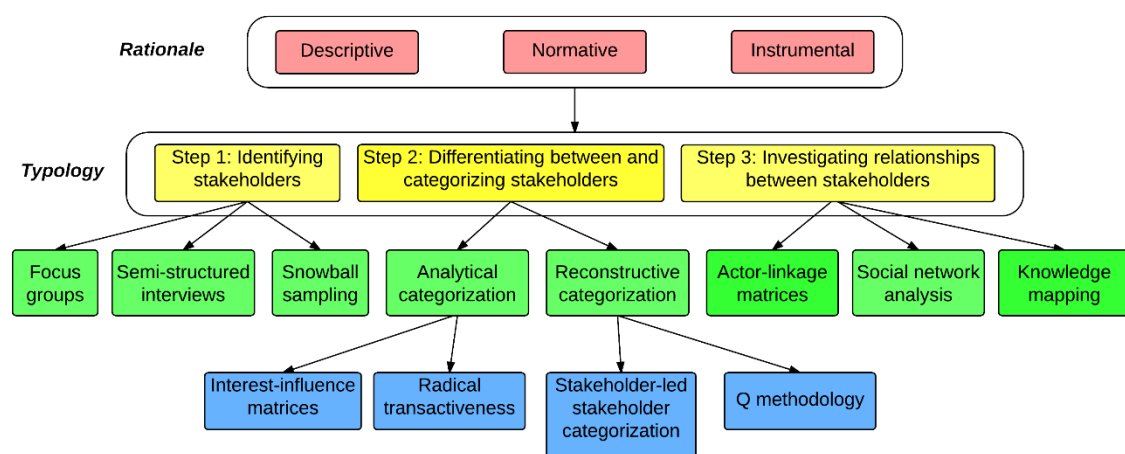 Rationale
Descriptive
Normative
Instrumental
Typology
Step 1: Identifying
stakeholders
Step 2: Differentiating between and
categorizing stakeholders
Step 3: Investigating relationships
between stakeholders
Focus
groups
Semi-structured
interviews
Snowball
sampling
Analytical
categorization
Reconstructive
categorization
Actor-linkage
matrices
Social network
analysis
Knowledge
mapping
Interest-influence
matrices
Radical
transactiveness
Stakeholder-led
stakeholder
categorization
Q methodology